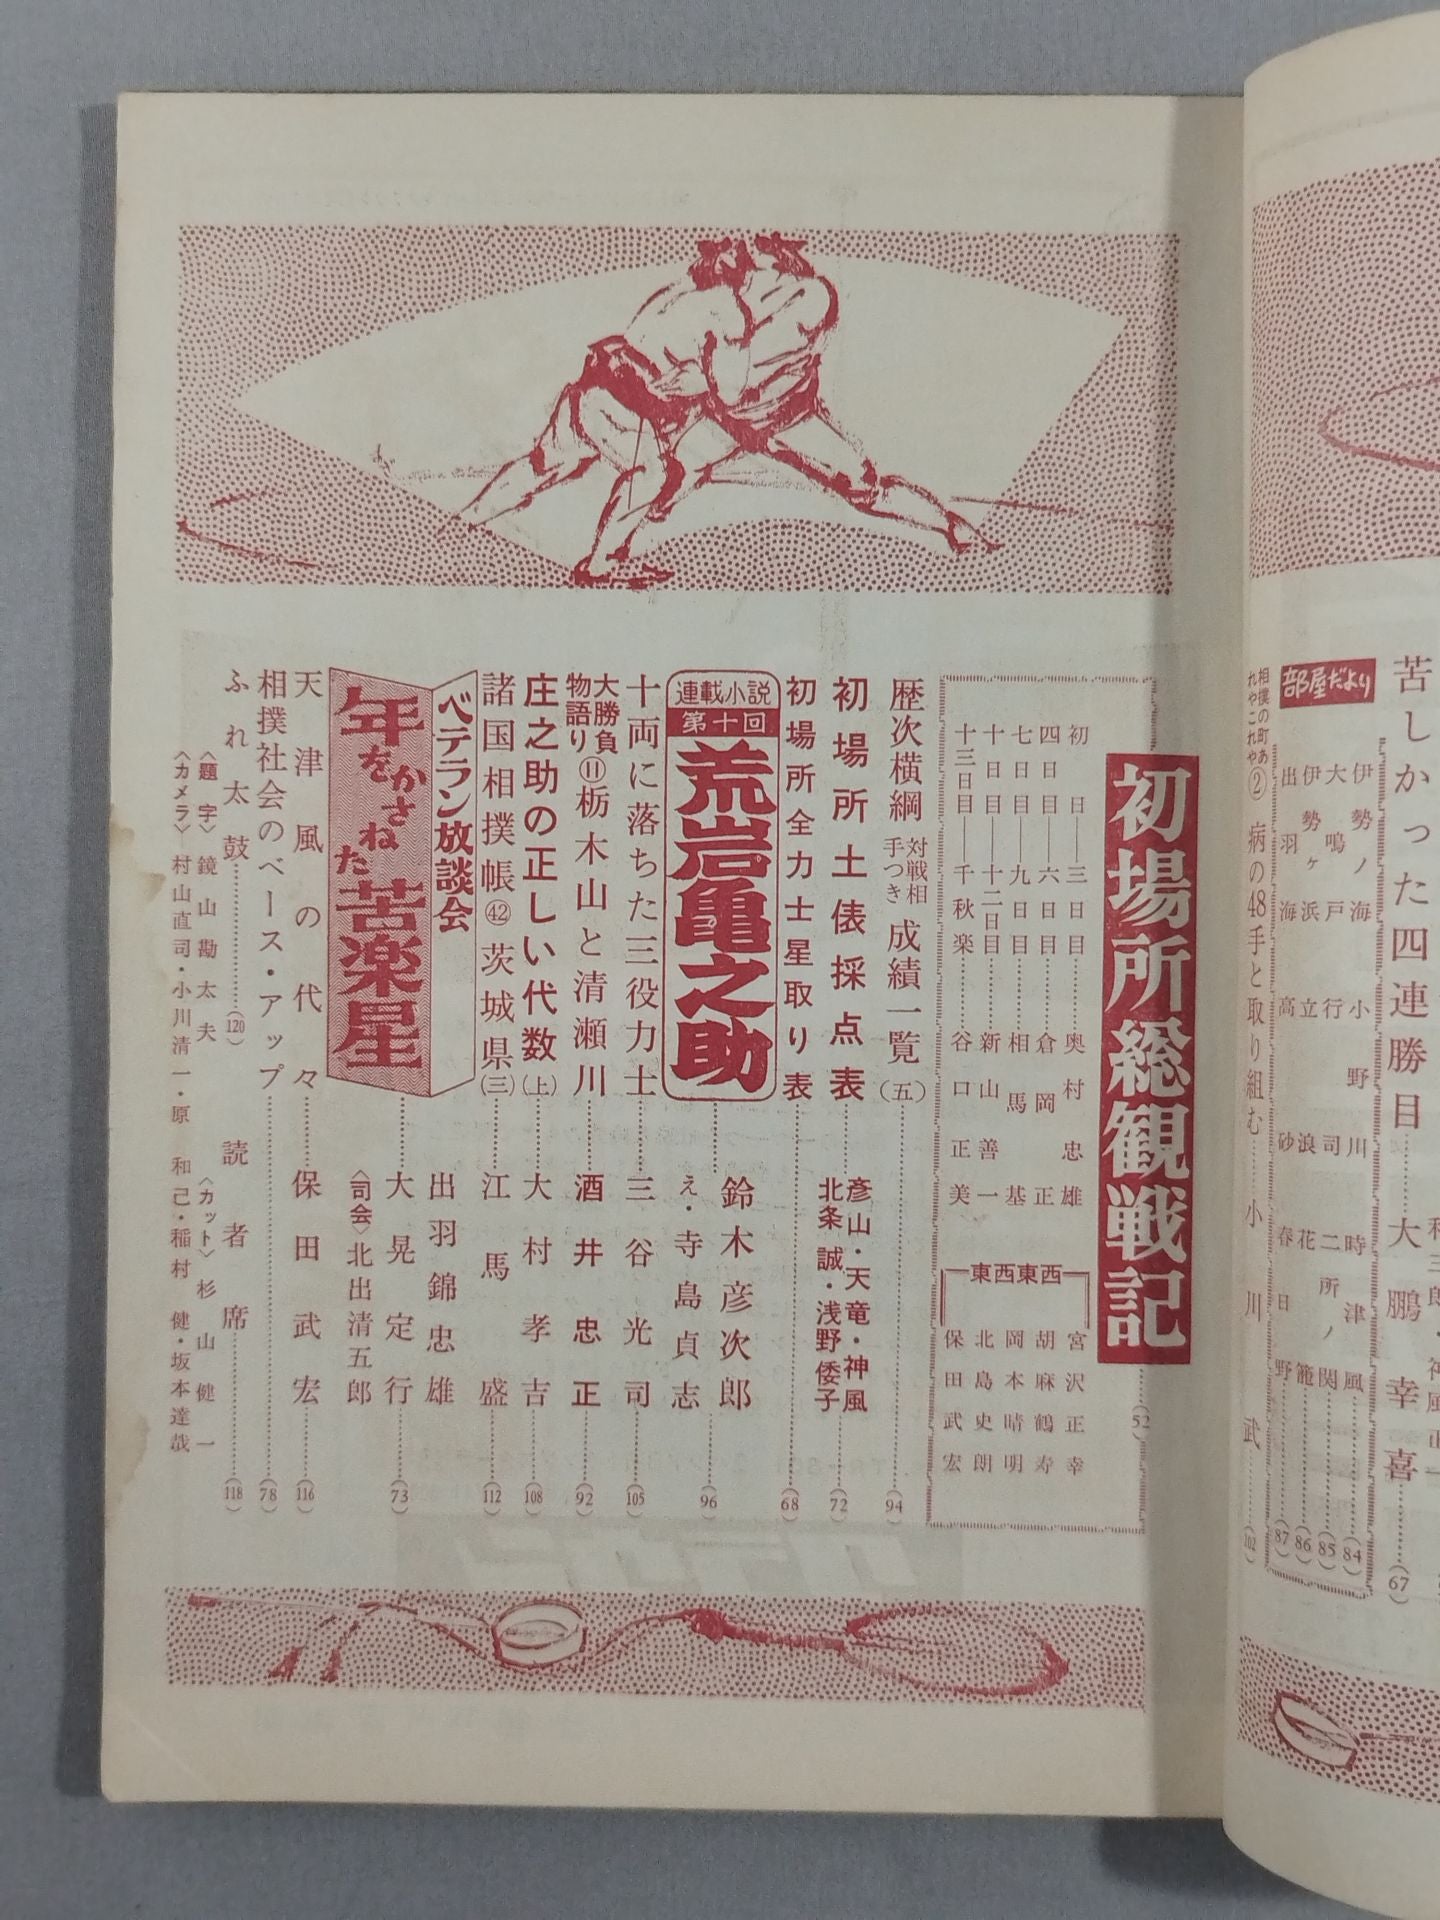 苦しかった四連勝目……大鵬幸喜……(67)
部屋だより
伊勢ノ海 小野川 時津風……(84)
大鳴戸 行司 二所ノ関……(85)
伊勢ヶ浜 立浪 花籠……(86)
出羽海 高砂 春日野……(87)
相撲の町あれやこれや② 病の48手と取り組む……小川武……(102)
初場所総観戦記……(52)
初日――三日目……奥村忠雄
四日目――六日目……倉岡正
七日目――九日目……相馬基
十日目――十二日目……新山善一
十三日目――千秋楽……谷口正美
東西東西
宮沢正幸
胡麻鶴寿
岡本晴明
北島史朗
保田武宏
歴次横綱対戦相手つき成績一覧(五)……(94)
初場所土俵採点表……彦山・天竜・神風 北条誠・浅野倭子……(72)
初場所全力士星取り表……(68)
連載小説 第十回 荒岩亀之助……鈴木彦次郎 え・寺島貞志……(96)
十両に落ちた三役力士……三谷光司……(105)
大勝負物語り⑪栃木山と清瀬川……酒井忠正……(92)
庄之助の正しい代数(上)……大村孝吉……(108)
諸国相撲帳㊷茨城県(三)……江馬盛……(112)
ベテラン放談会
年をかさねた苦楽星……出羽錦忠雄 大晃定行 〈司会〉北出清五郎……(73)
天津風の代々……保田武宏……(116)
相撲社会のベース・アップ……(78)
ふれ太鼓……(120) 読者席……(118)
〈題字〉鏡山勘太夫 〈カット〉杉山健一
〈カメラ〉村山直司・小川清一・原和己・稲村健・坂本達哉